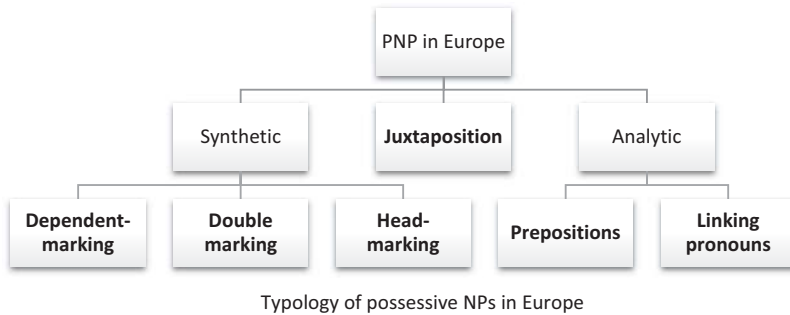 PNP in Europe
Synthetic
Juxtaposition
Analytic
Dependent-
marking
Double
marking
Head-
marking
Prepositions
Linking
pronouns
Typology of possessive NPs in Europe